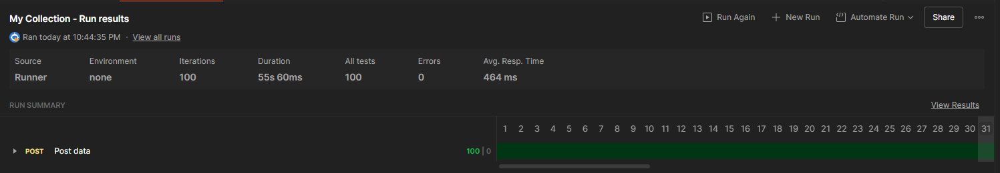 My Collection - Run results
Run Again
New Run
Automate Run
Share
Ran today at 10:44:35 PM · View all runs
Source Environment Iterations Duration All tests Errors Avg. Resp. Time
Runner none 100 55s 60ms 100 0 464 ms
RUN SUMMARY
View Results
1 2 3 4 5 6 7 8 9 10 11 12 13 14 15 16 17 18 19 20 21 22 23 24 25 26 27 28 29 30 31
POST Post data 100 | 0